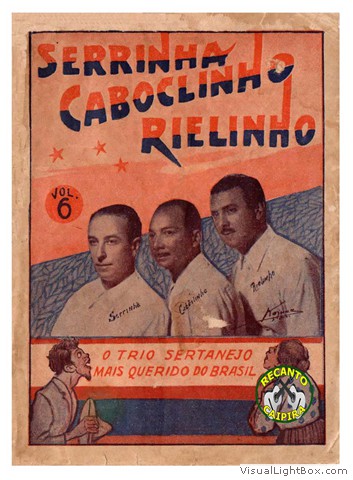 SERRINHA
CABOCLINHO
RIELINHO
VOL.
6
Serrinha
Caboclinho
Rielinho
O TRIO SERTANEJO
MAIS QUERIDO DO BRASIL
RECANTO
CAIPIRA
VisualLightBox.com